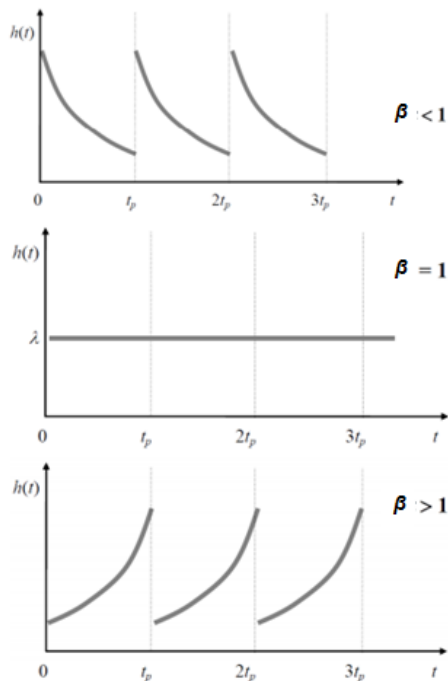 h(t)
β < 1
0 t_p 2t_p 3t_p t
h(t)
β = 1
λ
0 t_p 2t_p 3t_p t
h(t)
β > 1
0 t_p 2t_p 3t_p t